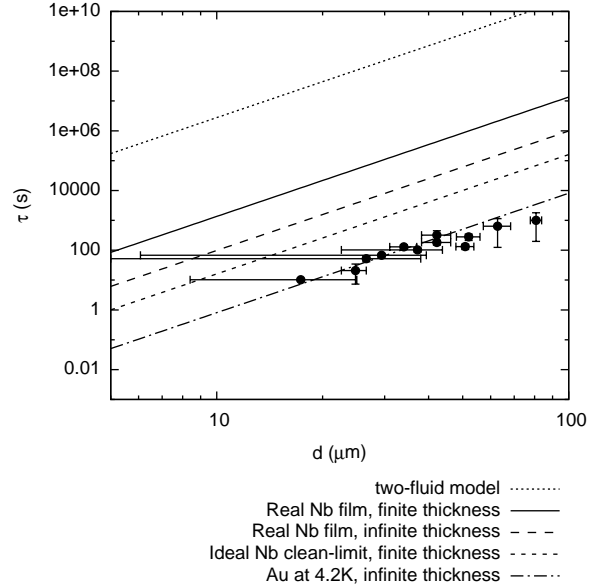 1e+10
1e+08
1e+06
10000
100
1
0.01
τ (s)
10
100
d (μm)
two-fluid model
Real Nb film, finite thickness
Real Nb film, infinite thickness
Ideal Nb clean-limit, finite thickness
Au at 4.2K, infinite thickness